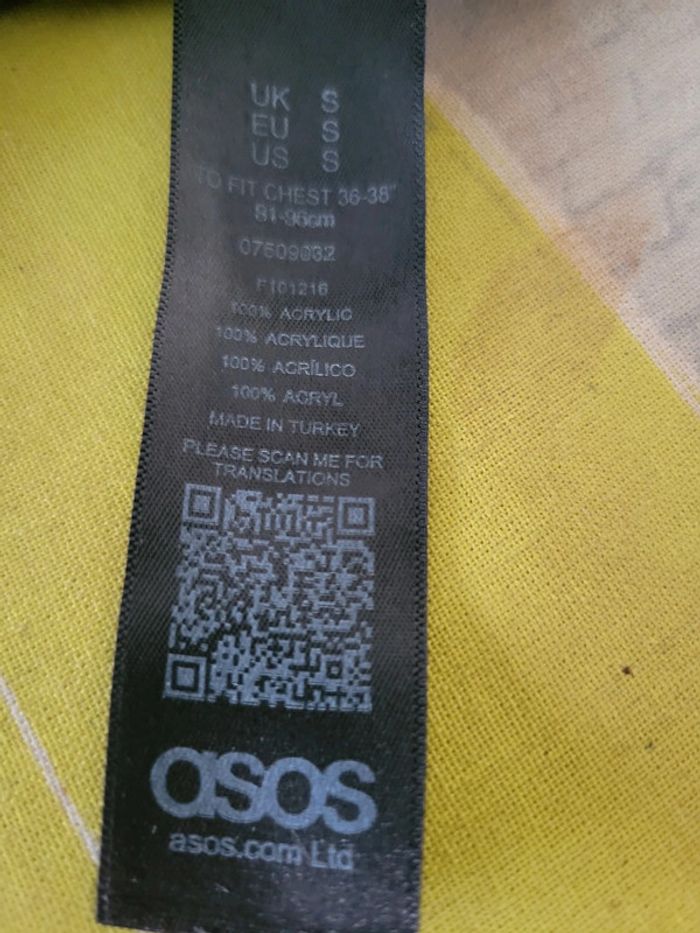 UK S
EU S
US S
TO FIT CHEST 36-38"
91-96cm
07609032
F101216
100% ACRYLIC
100% ACRYLIQUE
100% ACRÍLICO
100% ACRYL
MADE IN TURKEY
PLEASE SCAN ME FOR
TRANSLATIONS
asos
asos.com Ltd